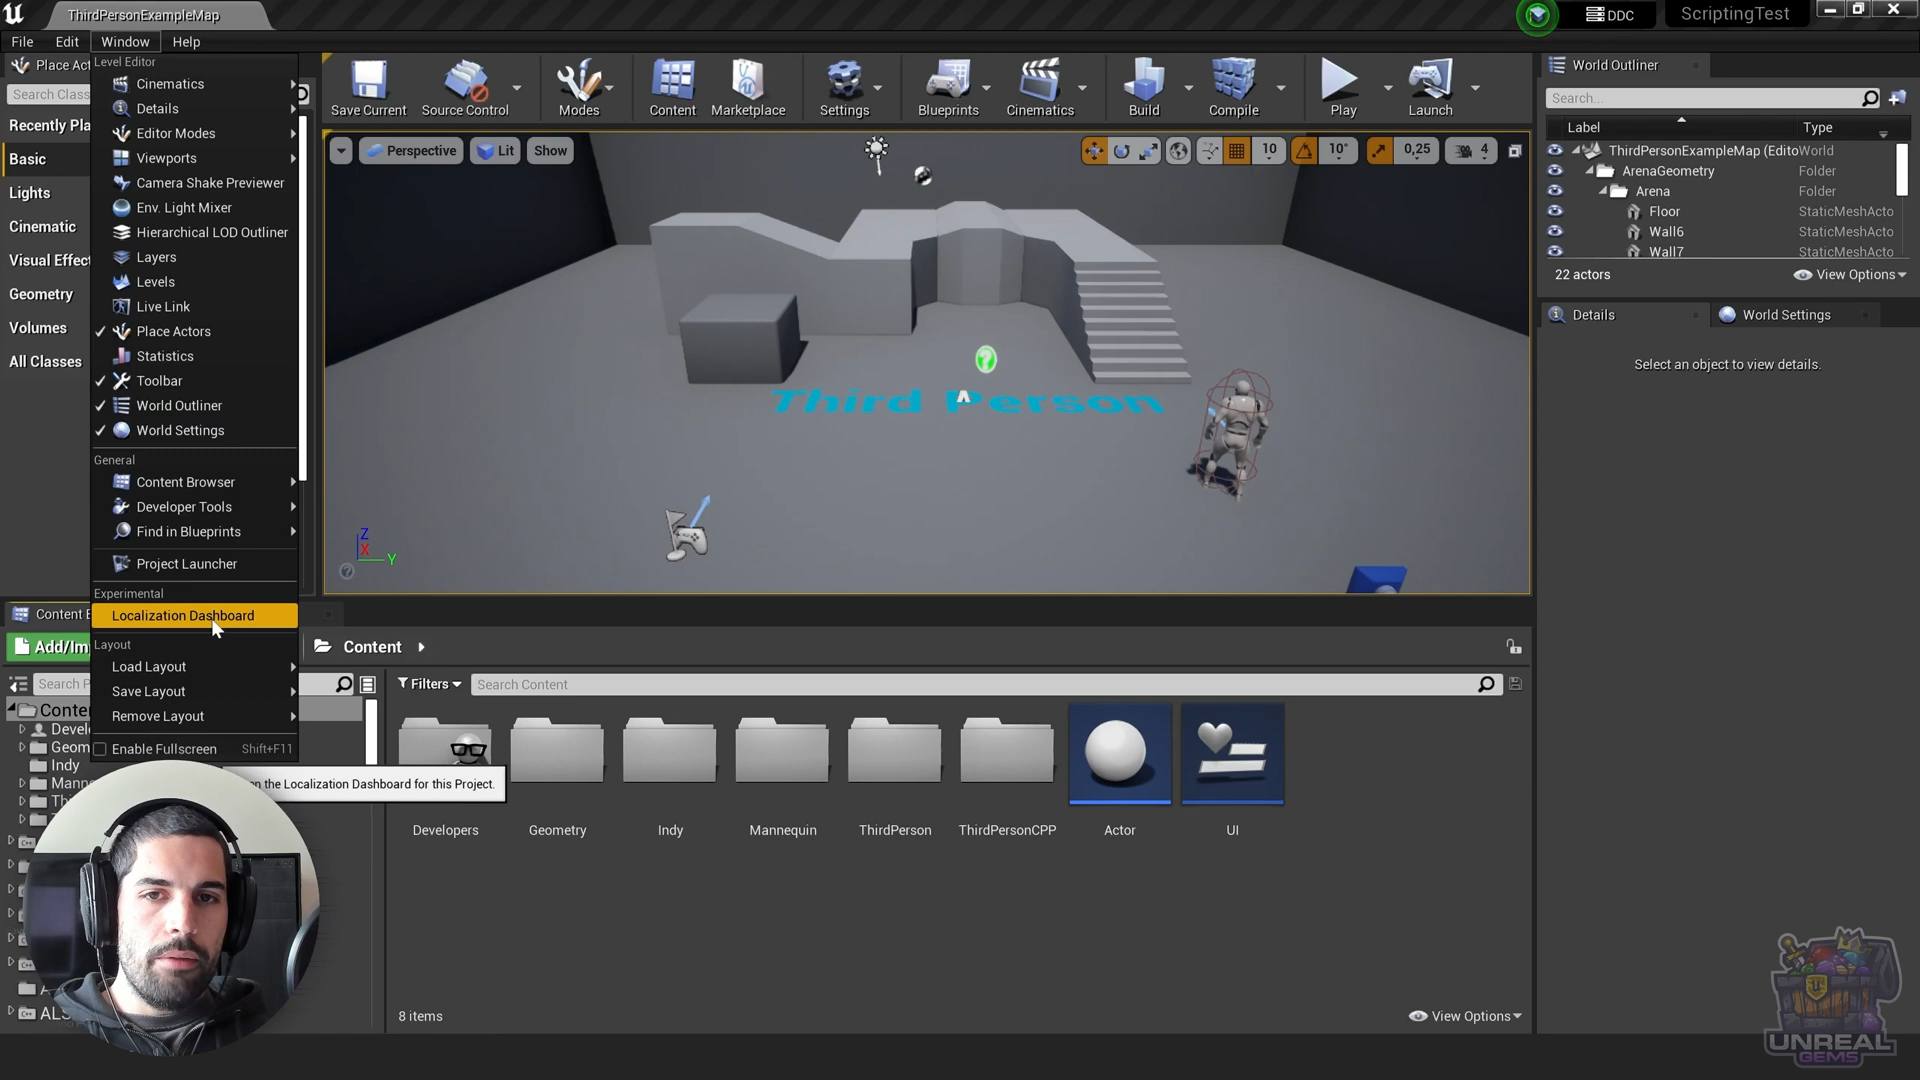 ThirdPersonExampleMap
DDC
ScriptingTest
File
Edit
Window
Help
Place Act
Search Class
Recently Pla
Basic
Lights
Cinematic
Visual Effect
Geometry
Volumes
All Classes
Level Editor
Cinematics
Details
Editor Modes
Viewports
Camera Shake Previewer
Env. Light Mixer
Hierarchical LOD Outliner
Layers
Levels
Live Link
Place Actors
Statistics
Toolbar
World Outliner
World Settings
General
Content Browser
Developer Tools
Find in Blueprints
Project Launcher
Experimental
Localization Dashboard
Layout
Load Layout
Save Layout
Remove Layout
Enable Fullscreen Shift+F11
n the Localization Dashboard for this Project.
Save Current
Source Control
Modes
Content
Marketplace
Settings
Blueprints
Cinematics
Build
Compile
Play
Launch
Perspective
Lit
Show
10
10°
0,25
4
Third Person
Z
X
Y
World Outliner
Search...
Label
Type
ThirdPersonExampleMap (Edito
World
ArenaGeometry
Folder
Arena
Folder
Floor
StaticMeshActo
Wall6
StaticMeshActo
Wall7
StaticMeshActo
22 actors
View Options
Details
World Settings
Select an object to view details.
Content B
Add/Im
Content
Search P
Filters
Search Content
Conte
Develo
Geom
Indy
Manne
Th
ALS
Developers
Geometry
Indy
Mannequin
ThirdPerson
ThirdPersonCPP
Actor
UI
8 items
View Options
UNREAL
GEMS